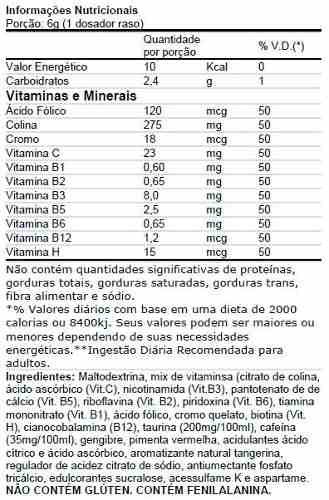 Informações Nutricionais
Porção: 6g (1 dosador raso)
Quantidade por porção % V.D.(*)
Valor Energético 10 Kcal 0
Carboidratos 2,4 g 1
Vitaminas e Minerais
Ácido Fólico 120 mcg 50
Colina 275 mg 50
Cromo 18 mcg 50
Vitamina C 23 mg 50
Vitamina B1 0,60 mg 50
Vitamina B2 0,65 mg 50
Vitamina B3 8,0 mg 50
Vitamina B5 2,5 mg 50
Vitamina B6 0,65 mg 50
Vitamina B12 1,2 mcg 50
Vitamina H 15 mcg 50
Não contém quantidades significativas de proteínas,
gorduras totais, gorduras saturadas, gorduras trans,
fibra alimentar e sódio.
*% Valores diários com base em uma dieta de 2000
calorias ou 8400kj. Seus valores podem ser maiores ou
menores dependendo de suas necessidades
energéticas.**Ingestão Diária Recomendada para
adultos.
Ingredientes: Maltodextrina, mix de vitaminsa (citrato de colina,
ácido ascórbico (Vit.C), nicotinamida (Vit.B3), pantotenato de de
cálcio (Vit. B5), riboflavina (Vit. B2), piridoxina (Vit. B6), tiamina
mononitrato (Vit. B1), ácido fólico, cromo quelato, biotina (Vit.
H), cianocobalamina (B12), taurina (200mg/100ml), cafeína
(35mg/100ml), gengibre, pimenta vermelha, acidulantes ácido
cítrico e ácido ascórbico, aromatizante natural tangerina,
regulador de acidez citrato de sódio, antiumectante fosfato
tricálcio, edulcorantes sucralose, acessulfame K e aspartame.
NÃO CONTÉM GLÚTEN. CONTÉM FENILALANINA.